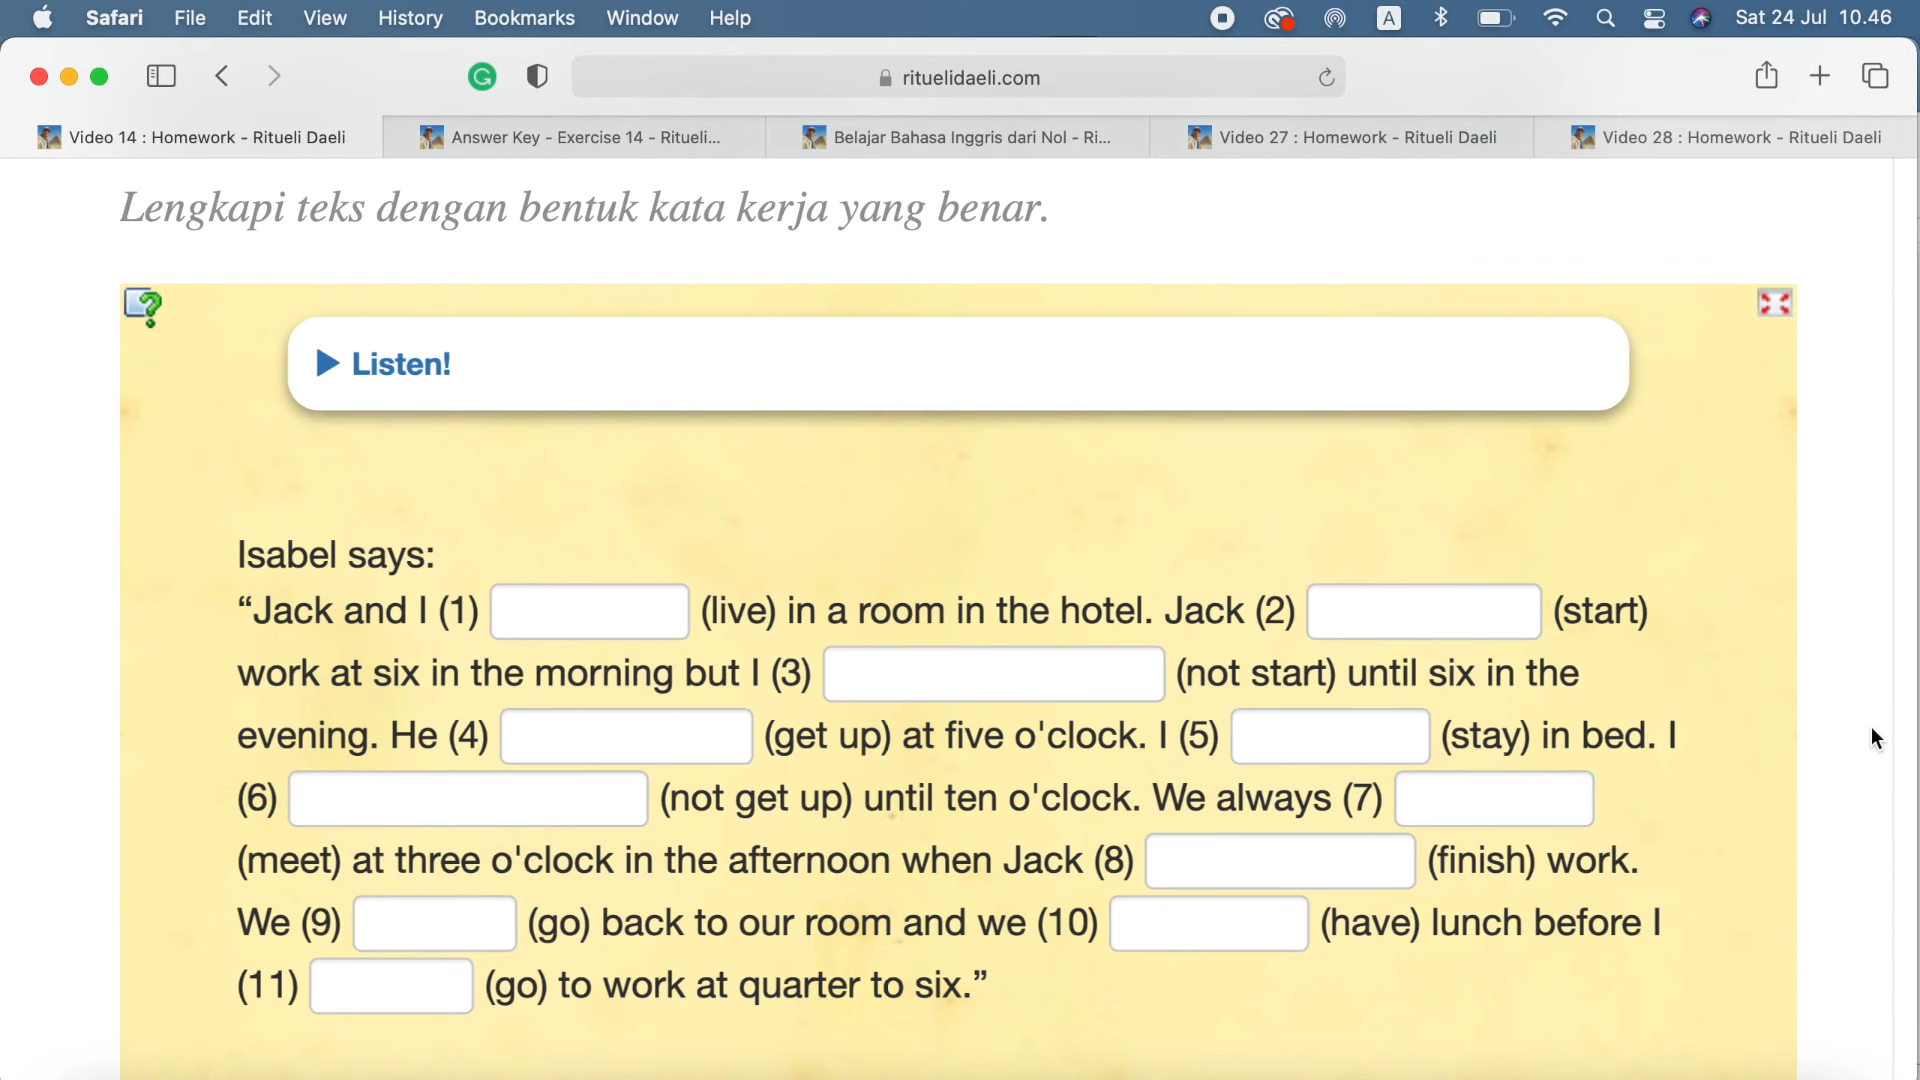 Safari File Edit View History Bookmarks Window Help A Sat 24 Jul 10.46
rituelidaeli.com
Video 14 : Homework - Ritueli Daeli Answer Key - Exercise 14 - Ritueli... Belajar Bahasa Inggris dari Nol - Ri... Video 27 : Homework - Ritueli Daeli Video 28 : Homework - Ritueli Daeli
Lengkapi teks dengan bentuk kata kerja yang benar.
Listen!
Isabel says:
“Jack and I (1) (live) in a room in the hotel. Jack (2) (start)
work at six in the morning but I (3) (not start) until six in the
evening. He (4) (get up) at five o'clock. I (5) (stay) in bed. I
(6) (not get up) until ten o'clock. We always (7)
(meet) at three o'clock in the afternoon when Jack (8) (finish) work.
We (9) (go) back to our room and we (10) (have) lunch before I
(11) (go) to work at quarter to six.”